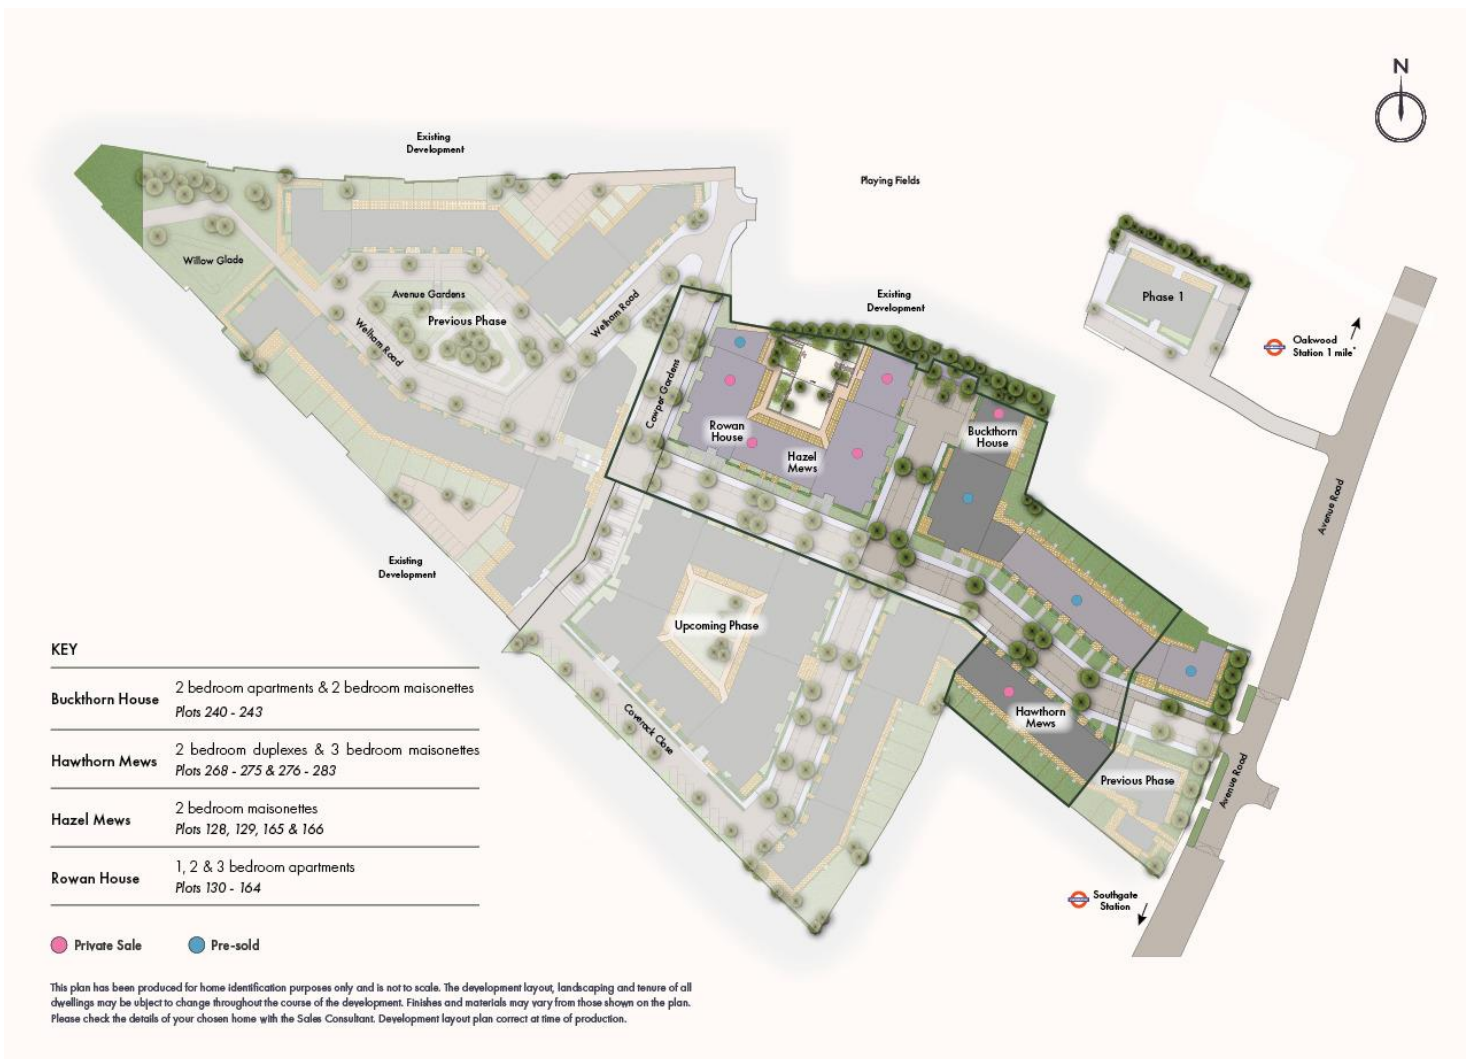 N
Existing
Development
Playing Fields
Willow Glade
Avenue Gardens
Previous Phase
Welham Road
Welham Road
Existing
Development
Phase 1
Oakwood
Station 1 mile*
Cowper Gardens
Rowan
House
Hazel
Mews
Buckthorn
House
Avenue Road
Existing
Development
Upcoming Phase
Coverack Close
Hawthorn
Mews
Previous Phase
Avenue Road
Southgate
Station
KEY
Buckthorn House
2 bedroom apartments & 2 bedroom maisonettes
Plots 240 - 243
Hawthorn Mews
2 bedroom duplexes & 3 bedroom maisonettes
Plots 268 - 275 & 276 - 283
Hazel Mews
2 bedroom maisonettes
Plots 128, 129, 165 & 166
Rowan House
1, 2 & 3 bedroom apartments
Plots 130 - 164
Private Sale
Pre-sold
This plan has been produced for home identification purposes only and is not to scale. The development layout, landscaping and tenure of all
dwellings may be ubject to change throughout the course of the development. Finishes and materials may vary from those shown on the plan.
Please check the details of your chosen home with the Sales Consultant. Development layout plan correct at time of production.